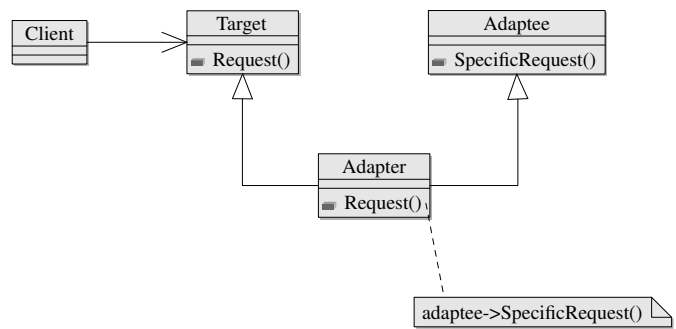 Client
Target
Request()
Adaptee
SpecificRequest()
Adapter
Request()
adaptee->SpecificRequest()